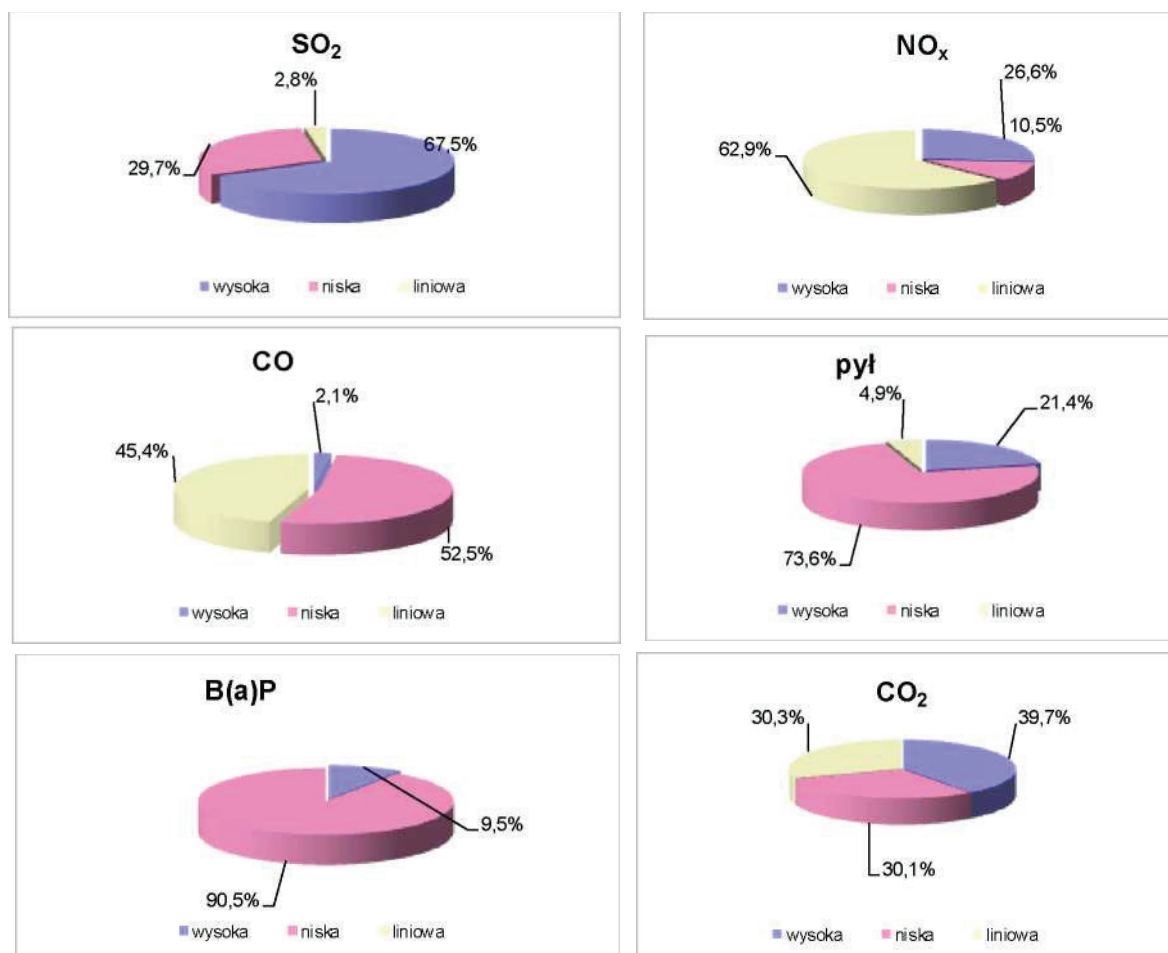 SO₂
2,8%
67,5%
29,7%
wysoka niska liniowa
NOₓ
26,6%
10,5%
62,9%
wysoka niska liniowa
CO
2,1%
45,4%
52,5%
wysoka niska liniowa
pył
4,9%
21,4%
73,6%
wysoka niska liniowa
B(a)P
9,5%
90,5%
wysoka niska liniowa
CO₂
30,3%
39,7%
30,1%
wysoka niska liniowa